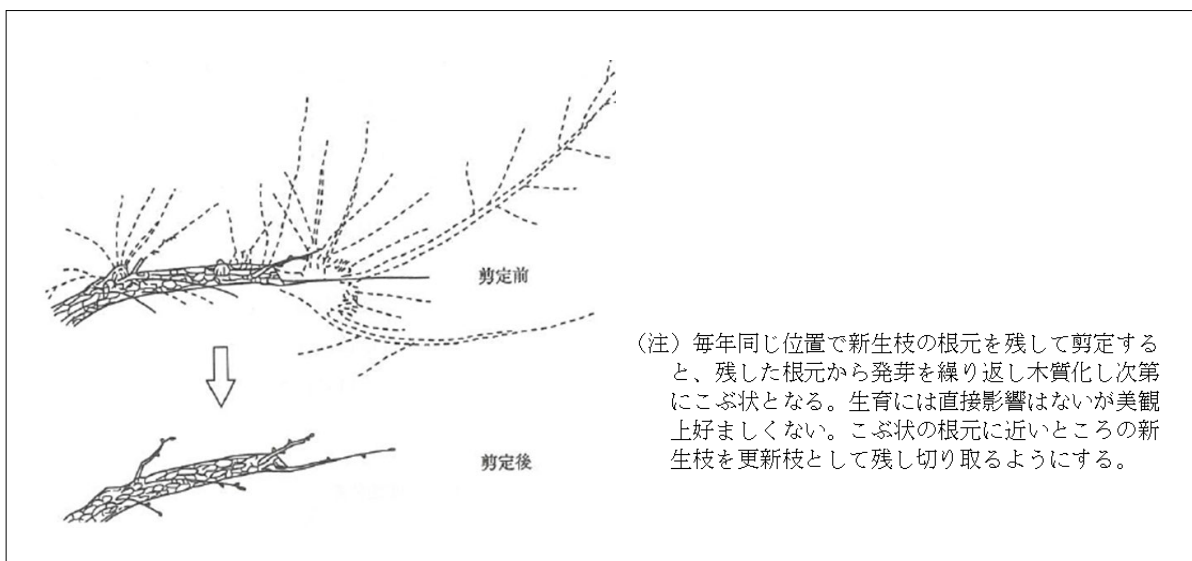 剪定前
剪定後
（注）毎年同じ位置で新生枝の根元を残して剪定する
と、残した根元から発芽を繰り返し木質化し次第
にこぶ状となる。生育には直接影響はないが美観
上好ましくない。こぶ状の根元に近いところの新
生枝を更新枝として残し切り取るようにする。